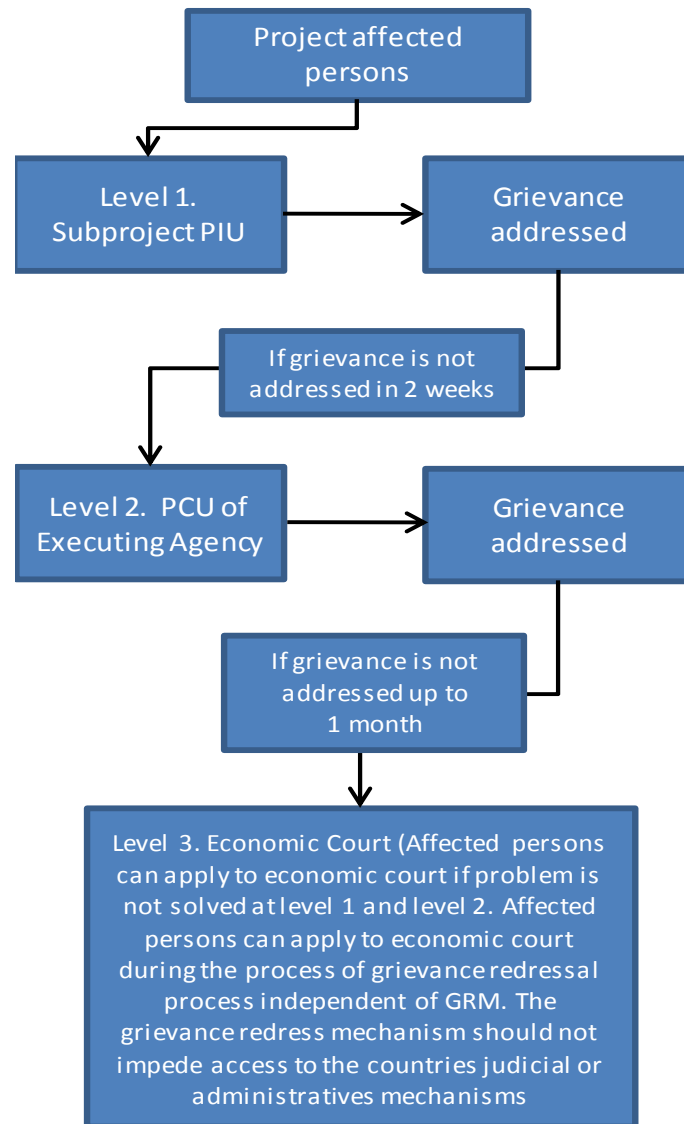 Project affected
persons
Level 1.
Subproject PIU
Grievance
addressed
If grievance is not
addressed in 2 weeks
Level 2. PCU of
Executing Agency
Grievance
addressed
If grievance is not
addressed up to
1 month
Level 3. Economic Court (Affected persons
can apply to economic court if problem is
not solved at level 1 and level 2. Affected
persons can apply to economic court
during the process of grievance redressal
process independent of GRM. The
grievance redress mechanism should not
impede access to the countries judicial or
administratives mechanisms